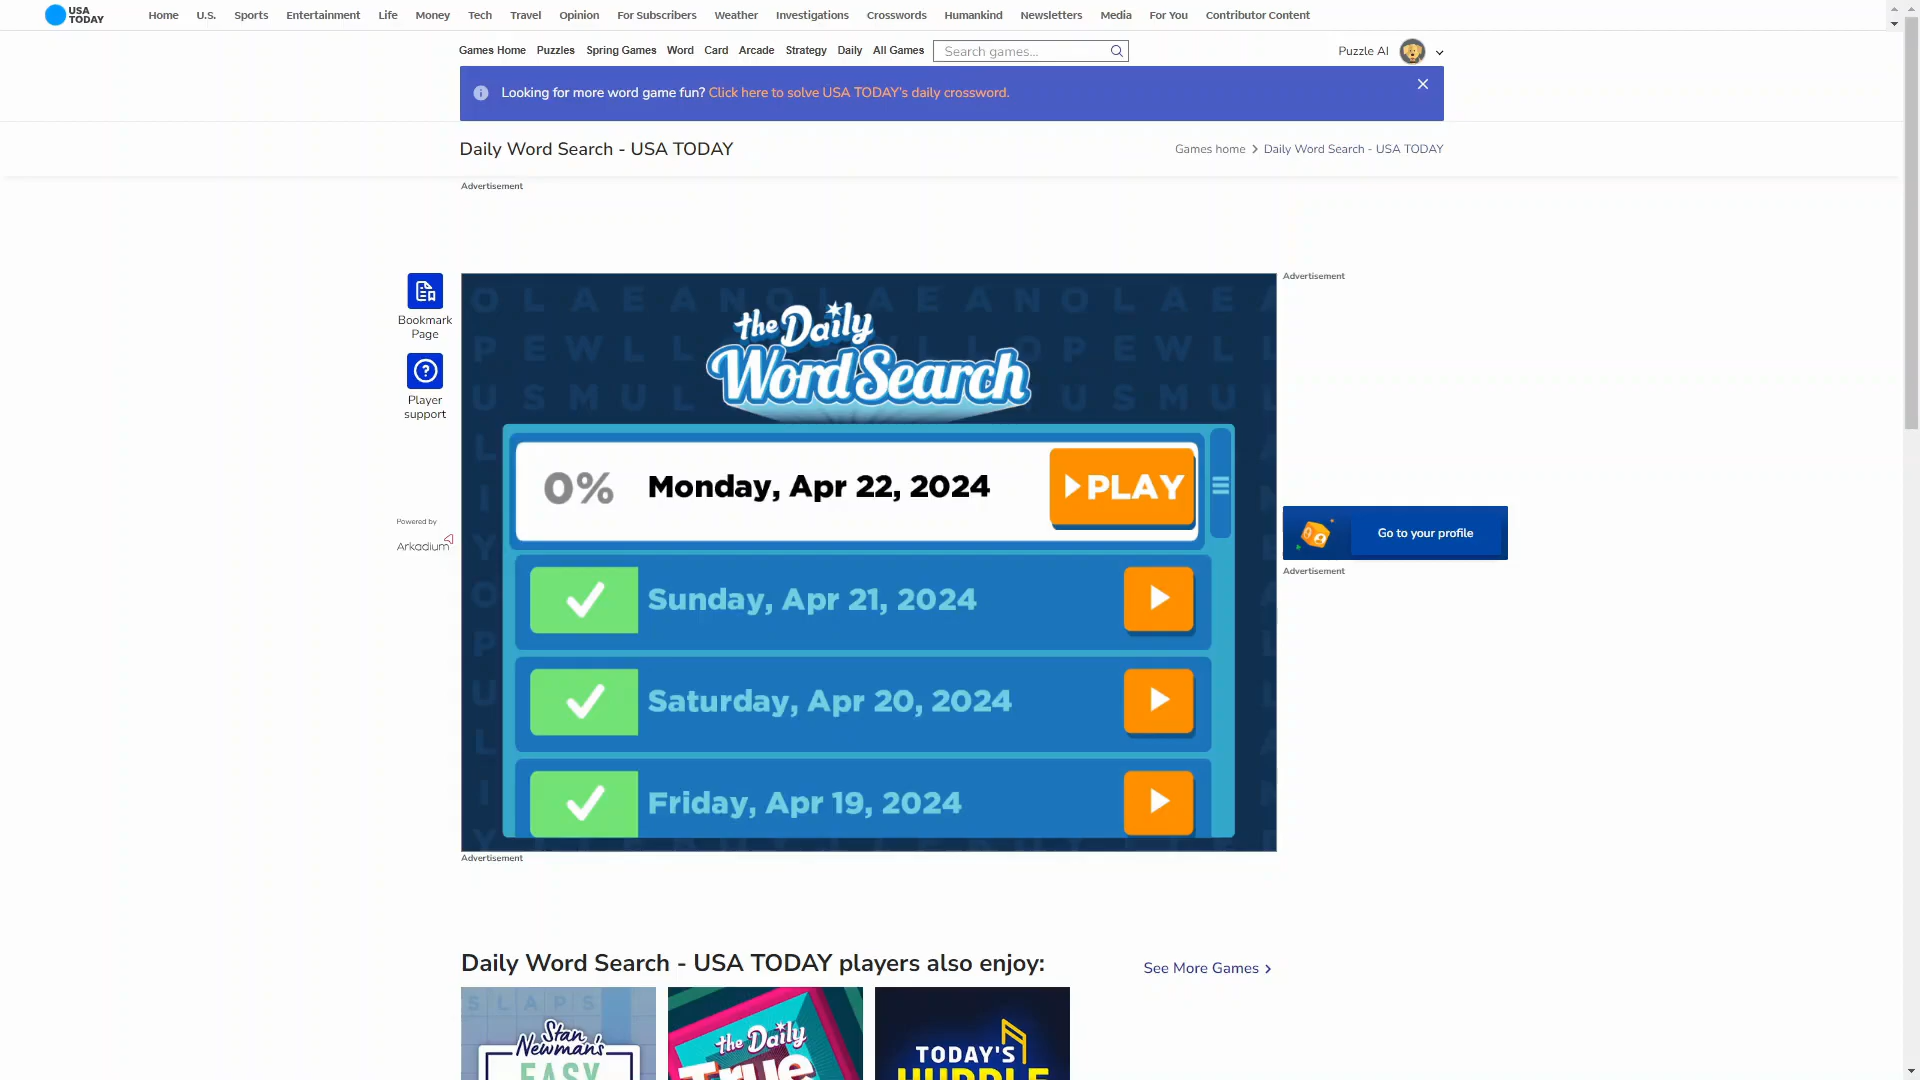 USA TODAY
Home U.S. Sports Entertainment Life Money Tech Travel Opinion For Subscribers Weather Investigations Crosswords Humankind Newsletters Media For You Contributor Content
Games Home Puzzles Spring Games Word Card Arcade Strategy Daily All Games Search games... Puzzle AI
Looking for more word game fun? Click here to solve USA TODAY's daily crossword.
Daily Word Search - USA TODAY
Games home Daily Word Search - USA TODAY
Advertisement
Advertisement
Bookmark
Page
Player
support
Powered by
Arkadium
the Daily
Word Search
0% Monday, Apr 22, 2024 PLAY
Sunday, Apr 21, 2024
Saturday, Apr 20, 2024
Friday, Apr 19, 2024
Go to your profile
Advertisement
Advertisement
Daily Word Search - USA TODAY players also enjoy:
See More Games
Stan
Newman's
EASY
the Daily
True
TODAY'S
HURDLE